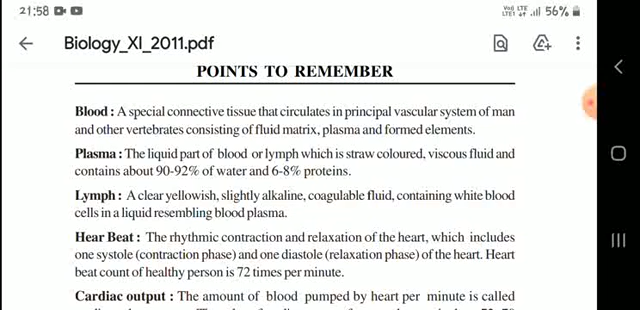 21:58
56%
Biology_XI_2011.pdf
POINTS TO REMEMBER
Blood : A special connective tissue that circulates in principal vascular system of man
and other vertebrates consisting of fluid matrix, plasma and formed elements.
Plasma : The liquid part of blood or lymph which is straw coloured, viscous fluid and
contains about 90-92% of water and 6-8% proteins.
Lymph : A clear yellowish, slightly alkaline, coagulable fluid, containing white blood
cells in a liquid resembling blood plasma.
Hear Beat : The rhythmic contraction and relaxation of the heart, which includes
one systole (contraction phase) and one diastole (relaxation phase) of the heart. Heart
beat count of healthy person is 72 times per minute.
Cardiac output : The amount of blood pumped by heart per minute is called